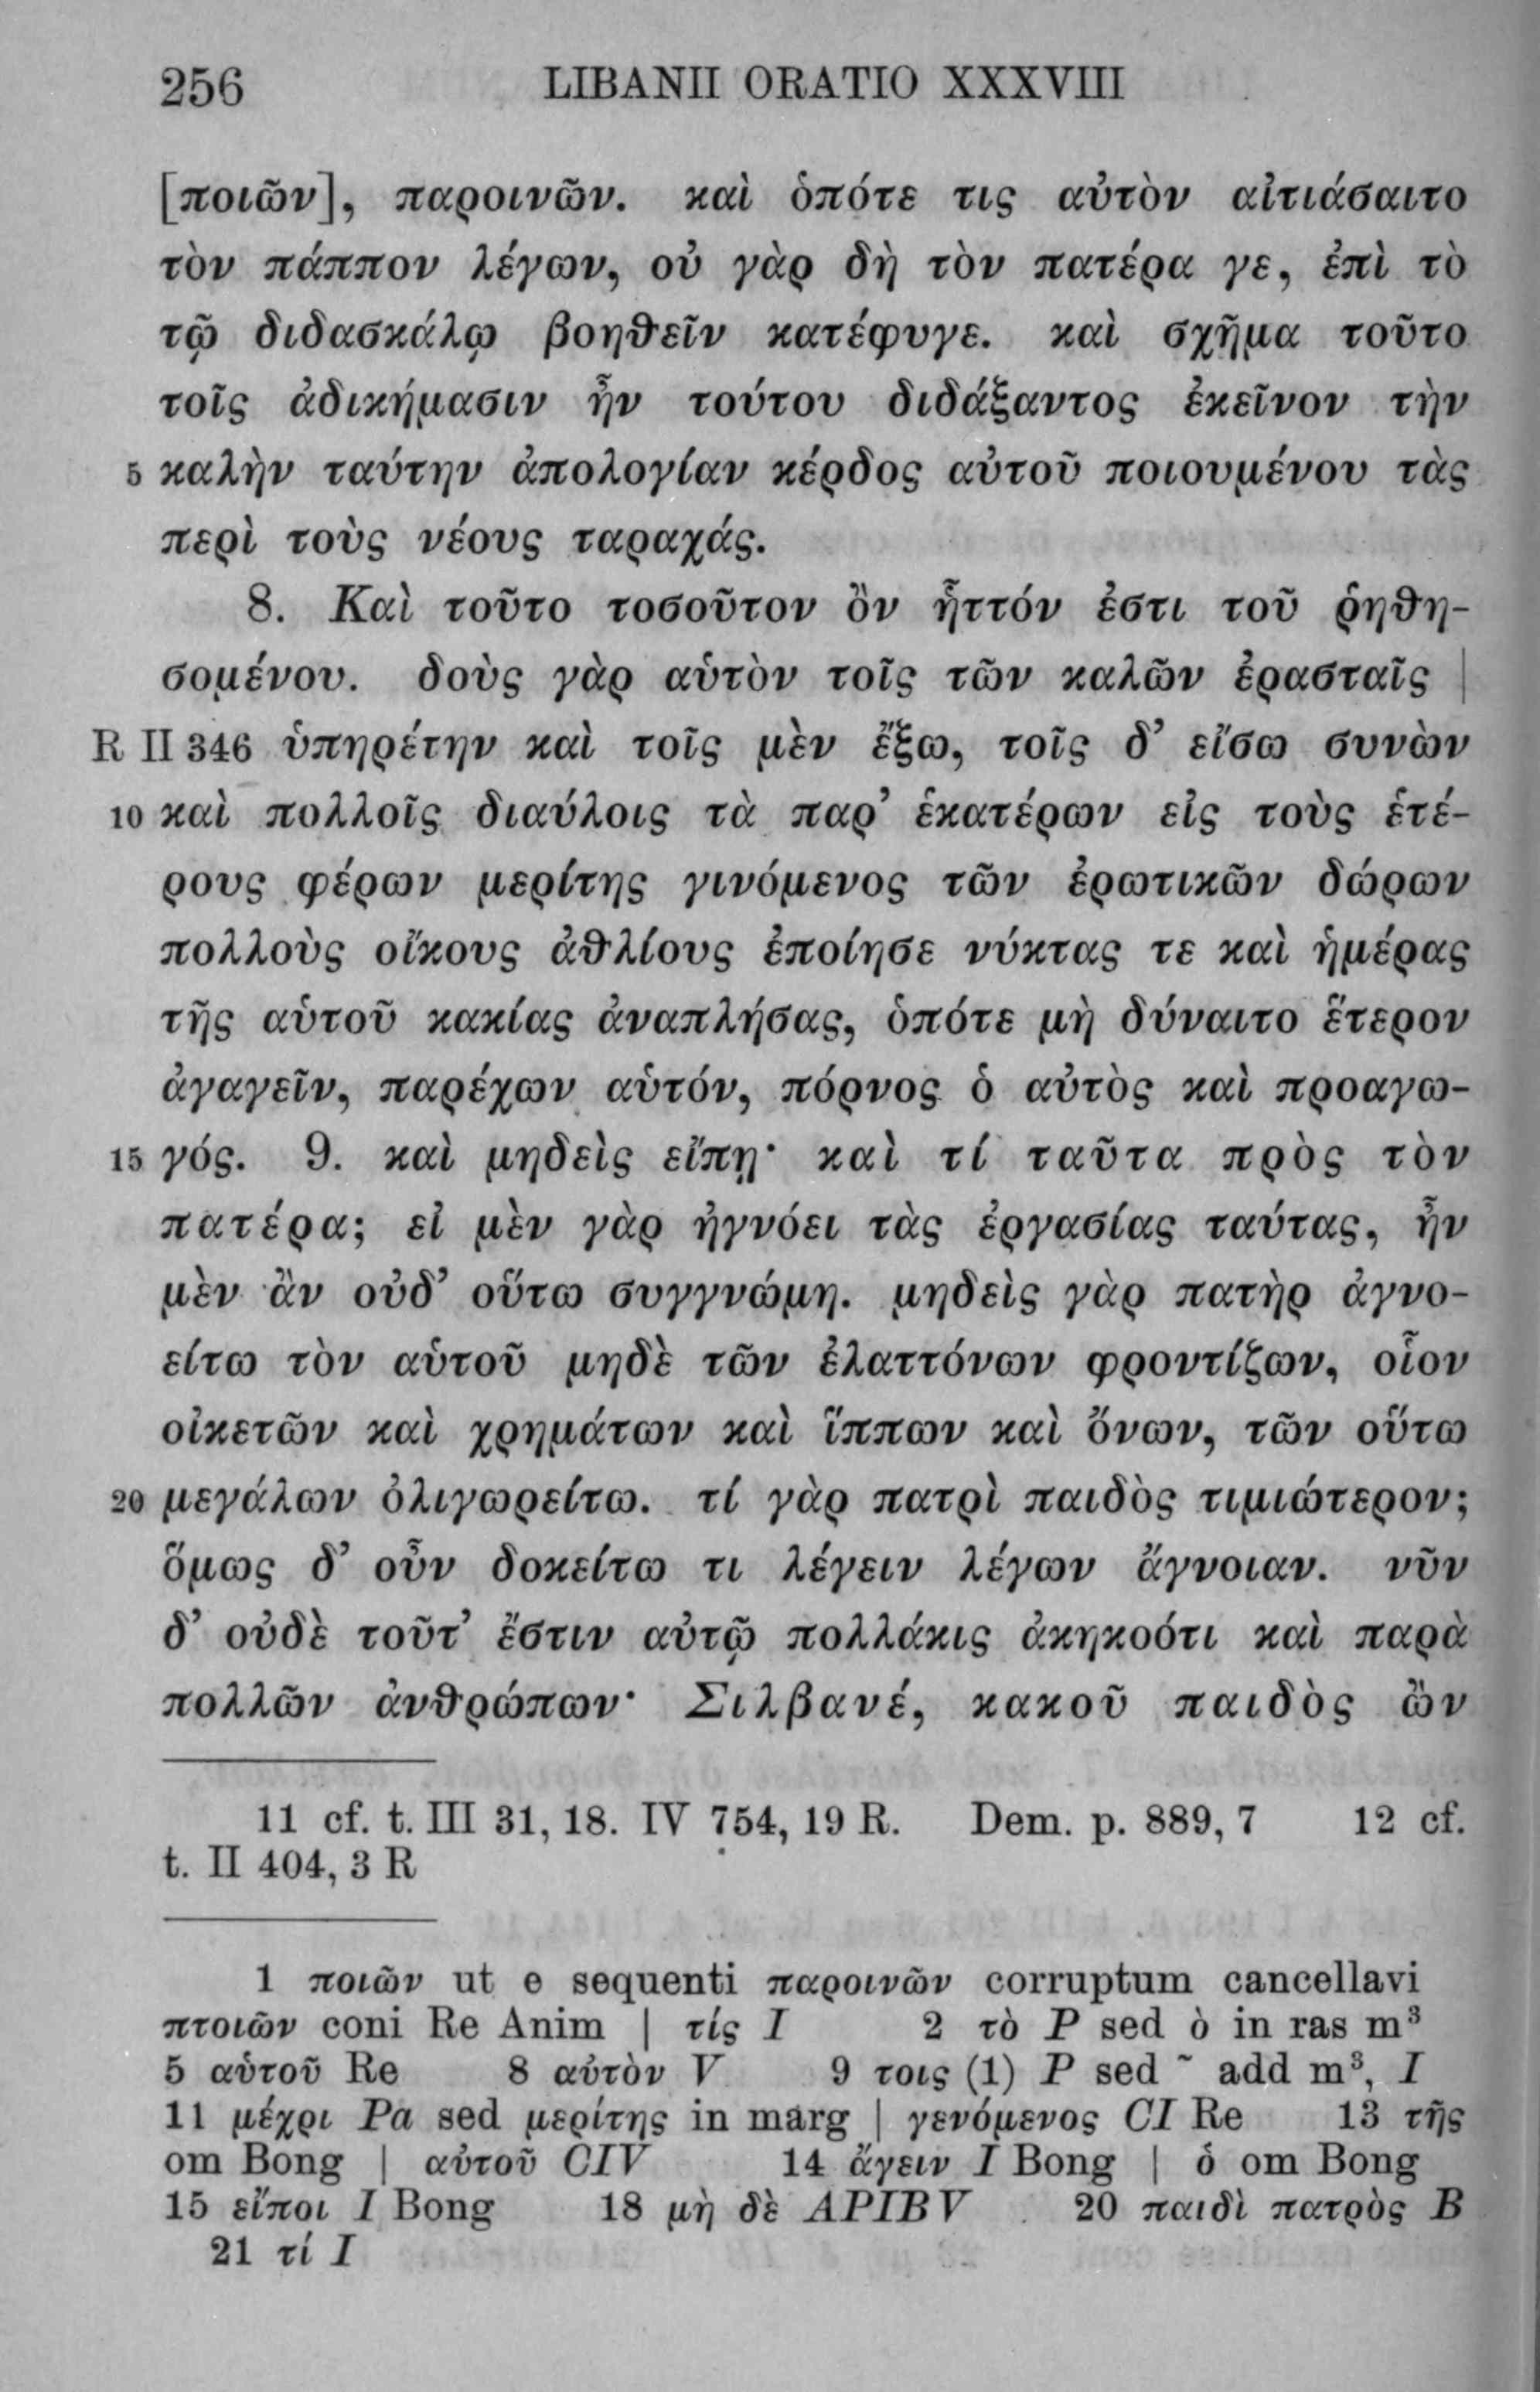 256 LIBANII ORATIO XXXVIII
[ποιῶν], παροινῶν. καὶ ὁπότε τις αὐτὸν αἰτιάσαιτο
τὸν πάππον λέγων, οὐ γὰρ δὴ τὸν πατέρα γε, ἐπὶ τὸ
τῷ διδασκάλῳ βοηθεῖν κατέφυγε. καὶ σχῆμα τοῦτο
τοῖς ἀδικήμασιν ἦν τούτου διδάξαντος ἐκεῖνον τὴν
5 καλὴν ταύτην ἀπολογίαν κέρδος αὐτοῦ ποιουμένου τὰς
περὶ τοὺς νέους ταραχάς.
8. Καὶ τοῦτο τοσοῦτον ὂν ἧττόν ἐστι τοῦ ῥηθη-
σομένου. δοὺς γὰρ αὑτὸν τοῖς τῶν καλῶν ἐρασταῖς |
R II 346 ὑπηρέτην καὶ τοῖς μὲν ἔξω, τοῖς δ’ εἴσω συνὼν
10 καὶ πολλοῖς διαύλοις τὰ παρ’ ἑκατέρων εἰς τοὺς ἑτέ-
ρους φέρων μερίτης γινόμενος τῶν ἐρωτικῶν δώρων
πολλοὺς οἴκους ἀθλίους ἐποίησε νύκτας τε καὶ ἡμέρας
τῆς αὑτοῦ κακίας ἀναπλήσας, ὁπότε μὴ δύναιτο ἕτερον
ἀγαγεῖν, παρέχων αὑτόν, πόρνος ὁ αὐτὸς καὶ προαγω-
15 γός. 9. καὶ μηδεὶς εἴπῃ· καὶ τί ταῦτα πρὸς τὸν
πατέρα; εἰ μὲν γὰρ ἠγνόει τὰς ἐργασίας ταύτας, ἦν
μὲν ἂν οὐδ’ οὕτω συγγνώμη. μηδεὶς γὰρ πατὴρ ἀγνο-
είτω τὸν αὑτοῦ μηδὲ τῶν ἐλαττόνων φροντίζων, οἷον
οἰκετῶν καὶ χρημάτων καὶ ἵππων καὶ ὄνων, τῶν οὕτω
20 μεγάλων ὀλιγωρείτω. τί γὰρ πατρὶ παιδὸς τιμιώτερον;
ὅμως δ’ οὖν δοκείτω τι λέγειν λέγων ἄγνοιαν. νῦν
δ’ οὐδὲ τοῦτ’ ἔστιν αὐτῷ πολλάκις ἀκηκοότι καὶ παρὰ
πολλῶν ἀνθρώπων· Σιλβανέ, κακοῦ παιδὸς ὢν
11 cf. t. III 31, 18. IV 754, 19 R. Dem. p. 889, 7 12 cf.
t. II 404, 3 R
1 ποιῶν ut e sequenti παροινῶν corruptum cancellavi
πτοιῶν coni Re Anim | τίς I 2 τὸ P sed ὸ in ras m³
5 αὑτοῦ Re 8 αὐτὸν V 9 τοις (1) P sed ῀ add m³, I
11 μέχρι Pa sed μερίτης in marg | γενόμενος CI Re 13 τῆς
om Bong | αὐτοῦ CIV 14 ἄγειν I Bong | ὁ om Bong
15 εἴποι I Bong 18 μὴ δὲ APIBV 20 παιδὶ πατρὸς B
21 τί I